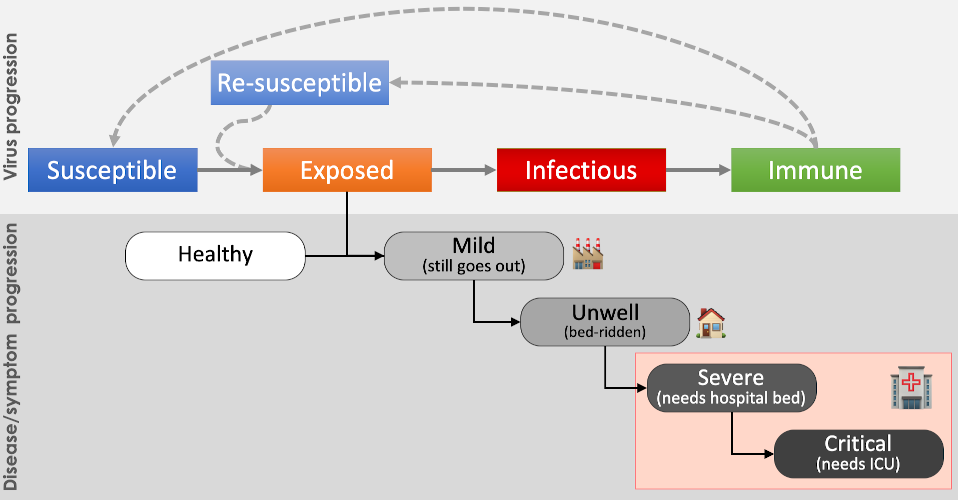 Virus progression
Re-susceptible
Susceptible
Exposed
Infectious
Immune
Disease/symptom progression
Healthy
Mild
(still goes out)
Unwell
(bed-ridden)
Severe
(needs hospital bed)
Critical
(needs ICU)